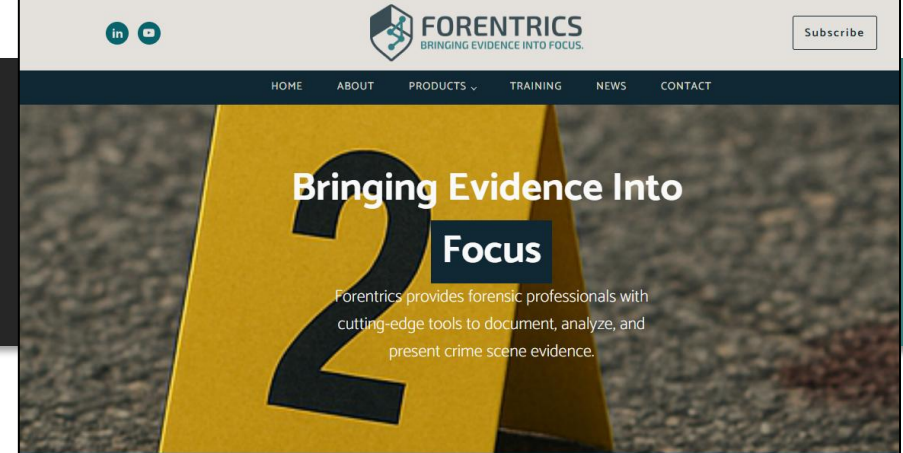 in
FORENTRICS
BRINGING EVIDENCE INTO FOCUS.
Subscribe
HOME ABOUT PRODUCTS TRAINING NEWS CONTACT
2
Bringing Evidence Into
Focus
Forentrics provides forensic professionals with
cutting-edge tools to document, analyze, and
present crime scene evidence.